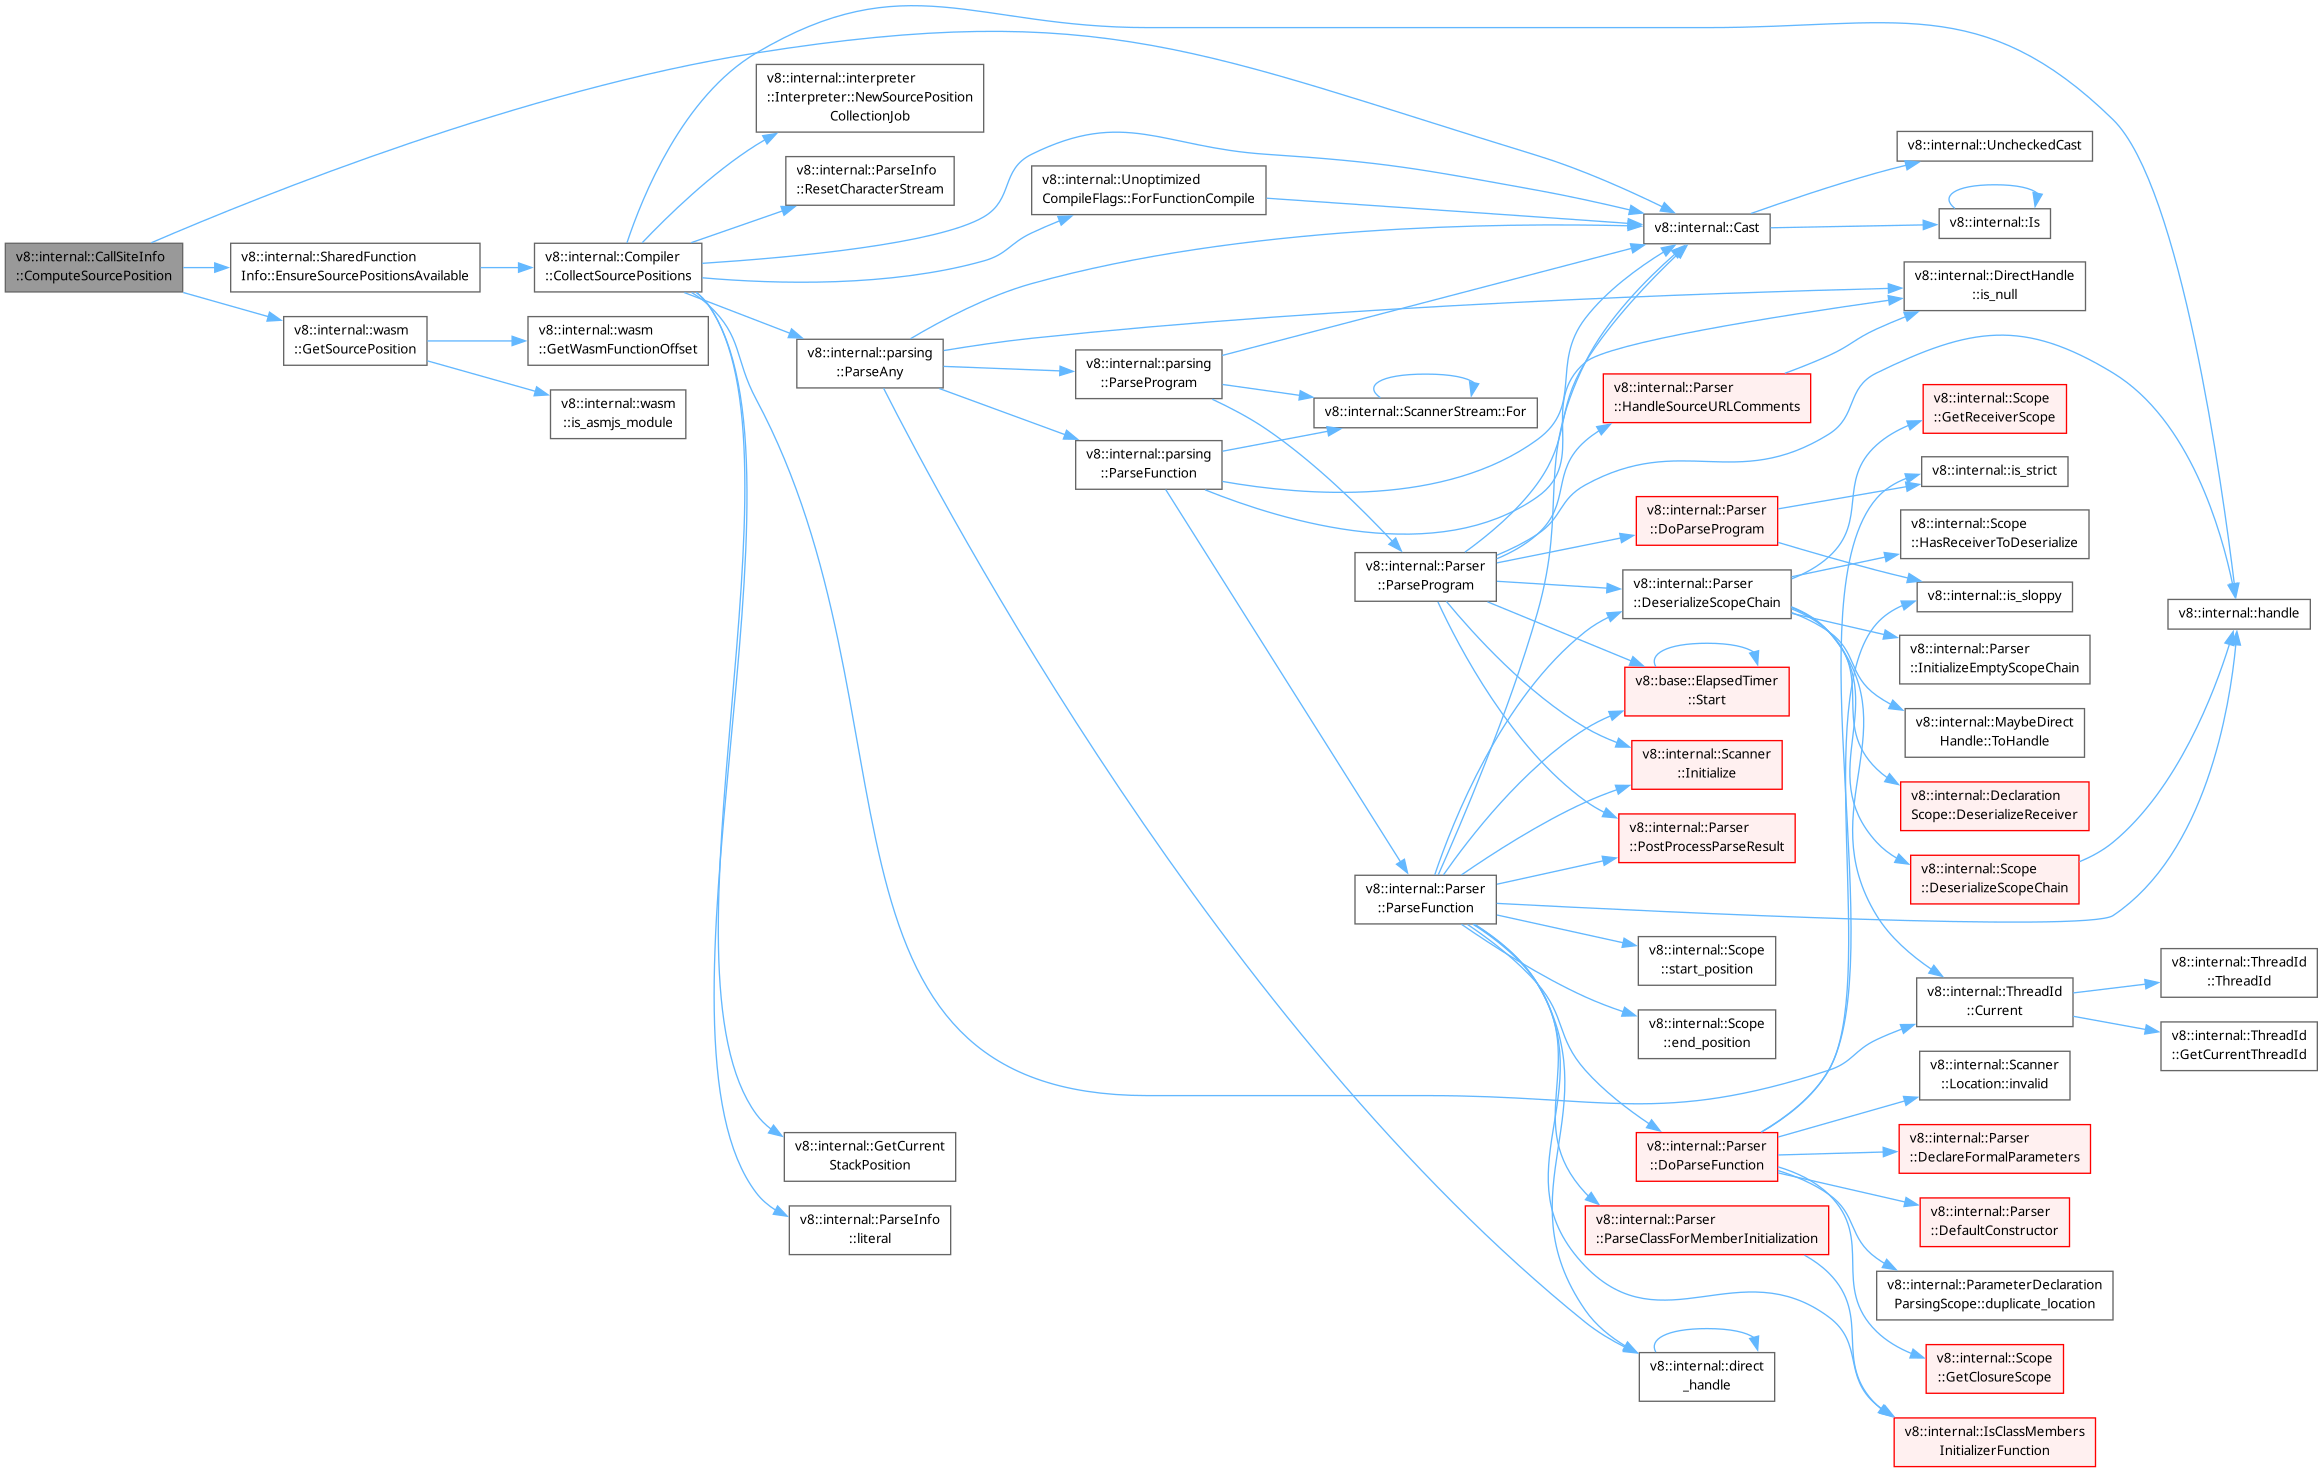 v8::internal::CallSiteInfo
::ComputeSourcePosition
v8::internal::SharedFunction
Info::EnsureSourcePositionsAvailable
v8::internal::wasm
::GetSourcePosition
v8::internal::Compiler
::CollectSourcePositions
v8::internal::wasm
::GetWasmFunctionOffset
v8::internal::wasm
::is_asmjs_module
v8::internal::interpreter
::Interpreter::NewSourcePosition
CollectionJob
v8::internal::ParseInfo
::ResetCharacterStream
v8::internal::parsing
::ParseAny
v8::internal::GetCurrent
StackPosition
v8::internal::ParseInfo
::literal
v8::internal::Unoptimized
CompileFlags::ForFunctionCompile
v8::internal::parsing
::ParseProgram
v8::internal::parsing
::ParseFunction
v8::internal::ScannerStream::For
v8::internal::Parser
::ParseProgram
v8::internal::Parser
::ParseFunction
v8::internal::Cast
v8::internal::Parser
::HandleSourceURLComments
v8::internal::Parser
::DoParseProgram
v8::internal::Parser
::DeserializeScopeChain
v8::base::ElapsedTimer
::Start
v8::internal::Scanner
::Initialize
v8::internal::Parser
::PostProcessParseResult
v8::internal::Scope
::start_position
v8::internal::Scope
::end_position
v8::internal::Parser
::DoParseFunction
v8::internal::Parser
::ParseClassForMemberInitialization
v8::internal::direct
_handle
v8::internal::UncheckedCast
v8::internal::Is
v8::internal::DirectHandle
::is_null
v8::internal::Scope
::GetReceiverScope
v8::internal::is_strict
v8::internal::Scope
::HasReceiverToDeserialize
v8::internal::is_sloppy
v8::internal::Parser
::InitializeEmptyScopeChain
v8::internal::MaybeDirect
Handle::ToHandle
v8::internal::Declaration
Scope::DeserializeReceiver
v8::internal::Scope
::DeserializeScopeChain
v8::internal::ThreadId
::Current
v8::internal::Scanner
::Location::invalid
v8::internal::Parser
::DeclareFormalParameters
v8::internal::Parser
::DefaultConstructor
v8::internal::ParameterDeclaration
ParsingScope::duplicate_location
v8::internal::Scope
::GetClosureScope
v8::internal::IsClassMembers
InitializerFunction
v8::internal::handle
v8::internal::ThreadId
::ThreadId
v8::internal::ThreadId
::GetCurrentThreadId